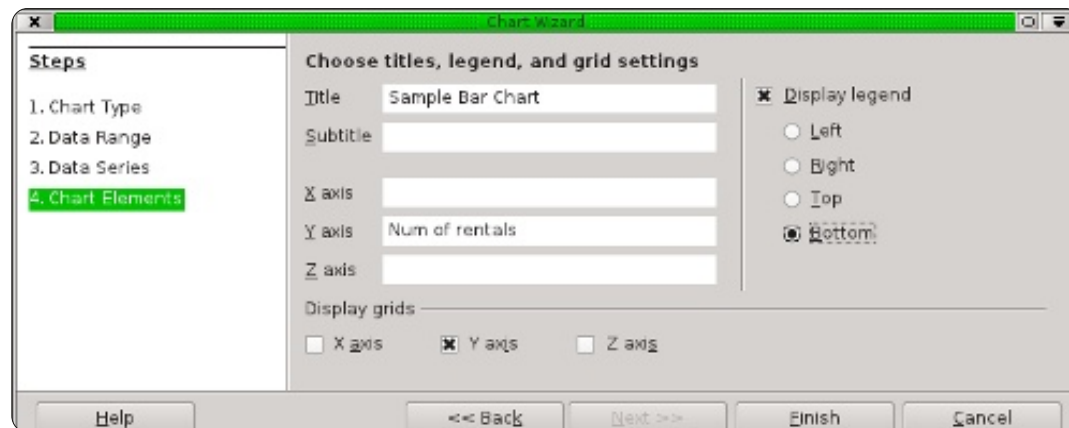 Chart Wizard
Steps
1. Chart Type
2. Data Range
3. Data Series
4. Chart Elements
Choose titles, legend, and grid settings
Title Sample Bar Chart
Subtitle
X axis
Y axis Num of rentals
Z axis
Display legend
Left
Right
Top
Bottom
Display grids
X axis Y axis Z axis
Help << Back Next >> Finish Cancel